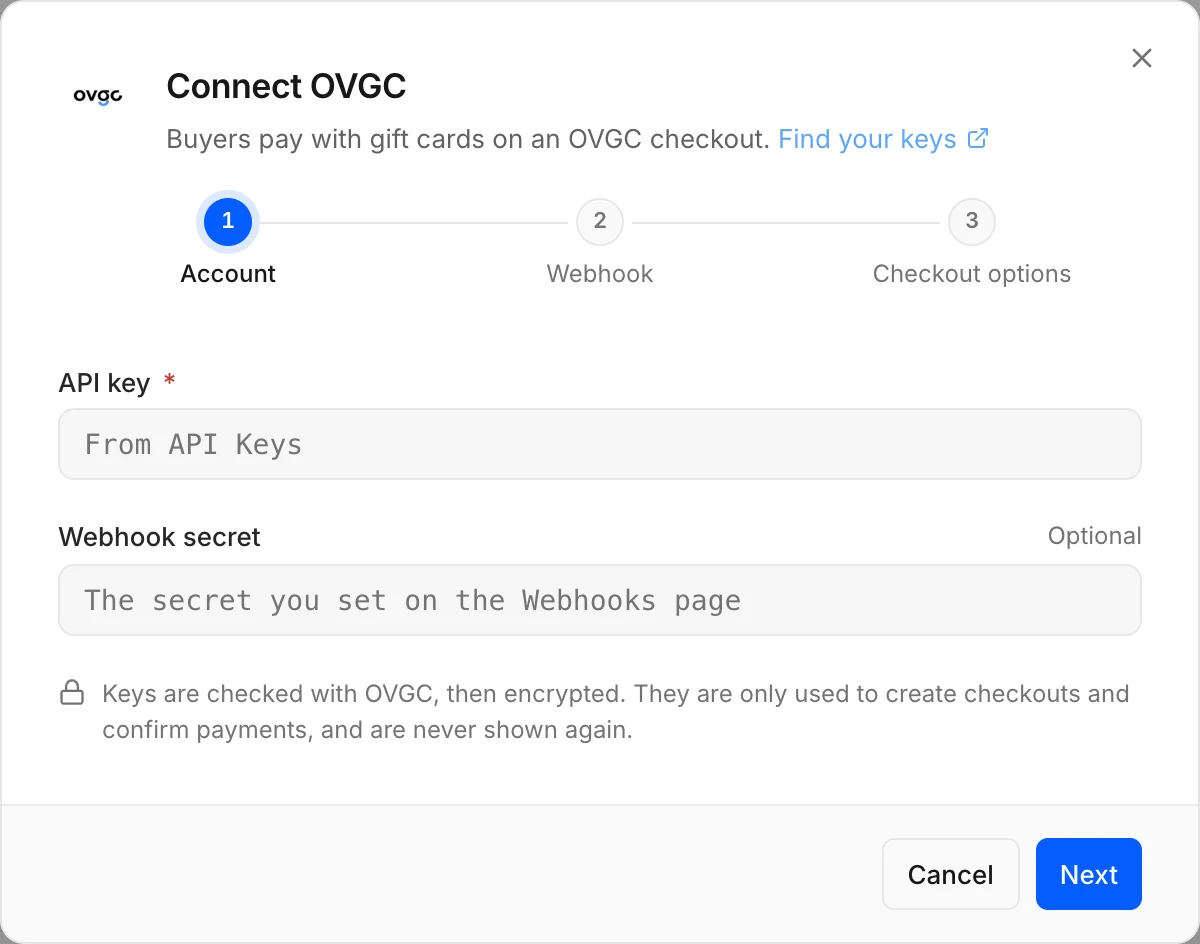 ovgc
Connect OVGC
Buyers pay with gift cards on an OVGC checkout. Find your keys
1
2
3
Account
Webhook
Checkout options
API key *
From API Keys
Webhook secret
Optional
The secret you set on the Webhooks page
Keys are checked with OVGC, then encrypted. They are only used to create checkouts and
confirm payments, and are never shown again.
Cancel
Next